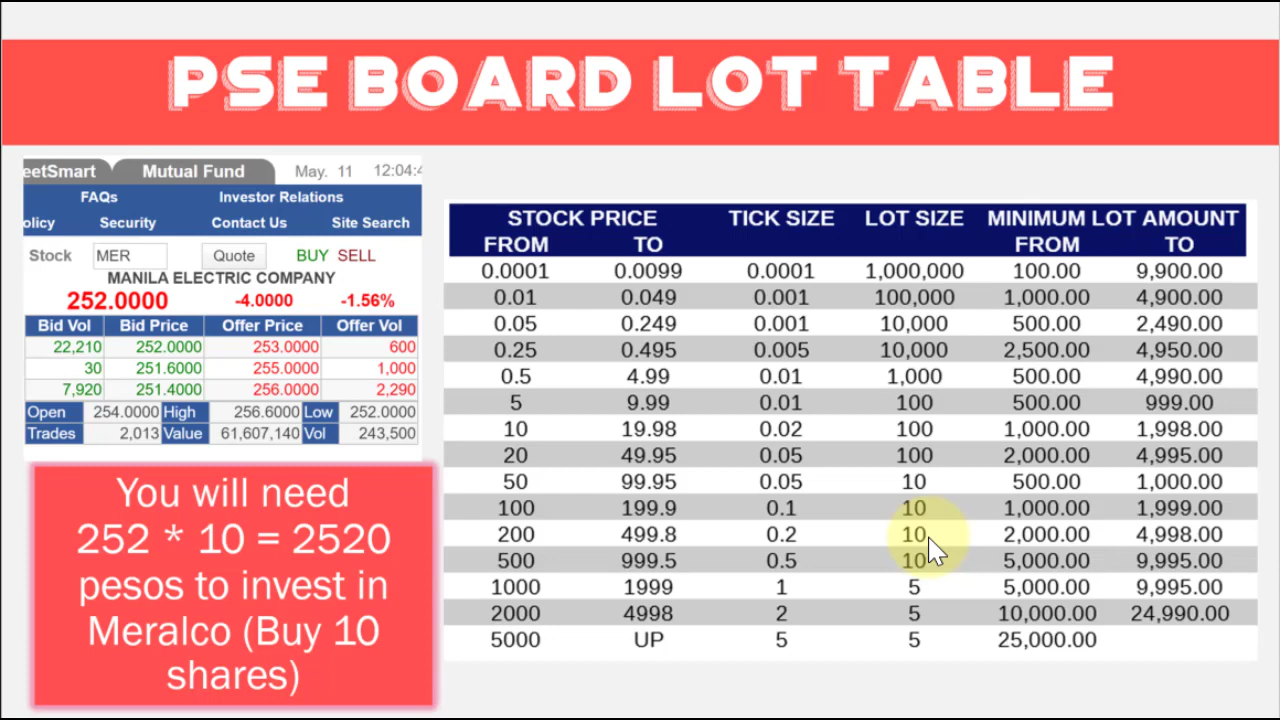 PSE BOARD LOT TABLE
eetSmart Mutual Fund May. 11 12:04:4
FAQs Investor Relations
olicy Security Contact Us Site Search
Stock MER Quote BUY SELL
MANILA ELECTRIC COMPANY
252.0000 -4.0000 -1.56%
Bid Vol Bid Price Offer Price Offer Vol
22,210 252.0000 253.0000 600
30 251.6000 255.0000 1,000
7,920 251.4000 256.0000 2,290
Open 254.0000 High 256.6000 Low 252.0000
Trades 2,013 Value 61,607,140 Vol 243,500
You will need
252 * 10 = 2520
pesos to invest in
Meralco (Buy 10
shares)
STOCK PRICE TICK SIZE LOT SIZE MINIMUM LOT AMOUNT
FROM TO FROM TO
0.0001 0.0099 0.0001 1,000,000 100.00 9,900.00
0.01 0.049 0.001 100,000 1,000.00 4,900.00
0.05 0.249 0.001 10,000 500.00 2,490.00
0.25 0.495 0.005 10,000 2,500.00 4,950.00
0.5 4.99 0.01 1,000 500.00 4,990.00
5 9.99 0.01 100 500.00 999.00
10 19.98 0.02 100 1,000.00 1,998.00
20 49.95 0.05 100 2,000.00 4,995.00
50 99.95 0.05 10 500.00 1,000.00
100 199.9 0.1 10 1,000.00 1,999.00
200 499.8 0.2 10 2,000.00 4,998.00
500 999.5 0.5 10 5,000.00 9,995.00
1000 1999 1 5 5,000.00 9,995.00
2000 4998 2 5 10,000.00 24,990.00
5000 UP 5 5 25,000.00